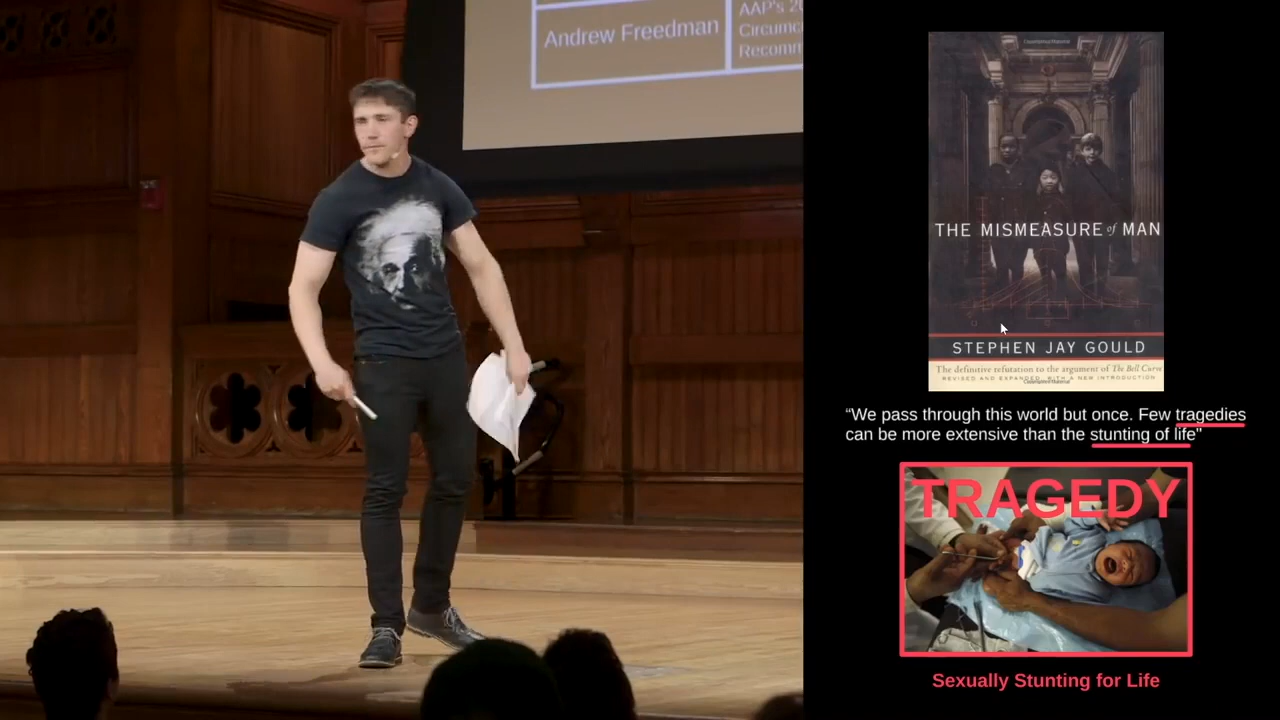 Andrew Freedman
AAP's 20
Circumc
Recomm
THE MISMEASURE of MAN
STEPHEN JAY GOULD
The definitive refutation to the argument of The Bell Curve
REVISED AND EXPANDED, WITH A NEW INTRODUCTION
“We pass through this world but once. Few tragedies
can be more extensive than the stunting of life"
TRAGEDY
Sexually Stunting for Life